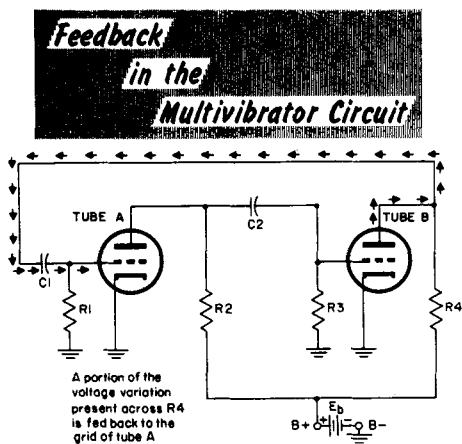 Feedback
in the
Multivibrator Circuit
TUBE A
C2
TUBE B
C1
R1
R2
R3
R4
A portion of the
voltage variation
present across R4
is fed back to the
grid of tube A
Eb
B+ + - B-